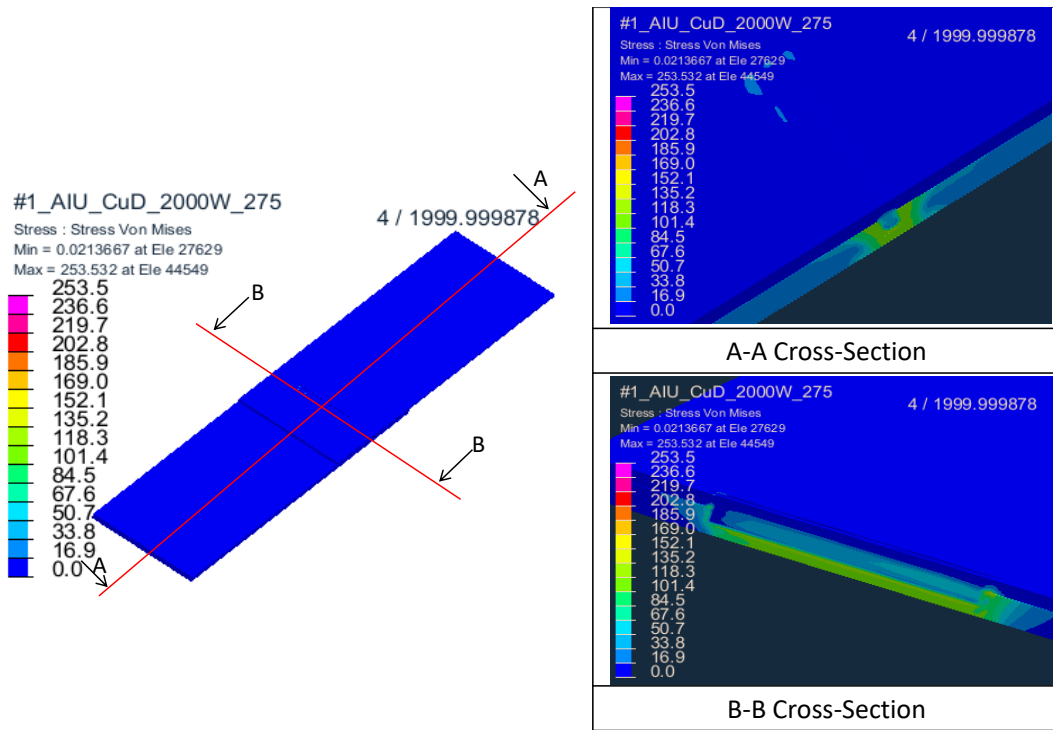 #1_AIU_CuD_2000W_275
4 / 1999.999878
Stress : Stress Von Mises
Min = 0.0213667 at Ele 27629
Max = 253.532 at Ele 44549
253.5
236.6
219.7
202.8
185.9
169.0
152.1
135.2
118.3
101.4
84.5
67.6
50.7
33.8
16.9
0.0
A
B
B
A
#1_AIU_CuD_2000W_275
4 / 1999.999878
Stress : Stress Von Mises
Min = 0.0213667 at Ele 27629
Max = 253.532 at Ele 44549
253.5
236.6
219.7
202.8
185.9
169.0
152.1
135.2
118.3
101.4
84.5
67.6
50.7
33.8
16.9
0.0
A-A Cross-Section
#1_AIU_CuD_2000W_275
4 / 1999.999878
Stress : Stress Von Mises
Min = 0.0213667 at Ele 27629
Max = 253.532 at Ele 44549
253.5
236.6
219.7
202.8
185.9
169.0
152.1
135.2
118.3
101.4
84.5
67.6
50.7
33.8
16.9
0.0
B-B Cross-Section